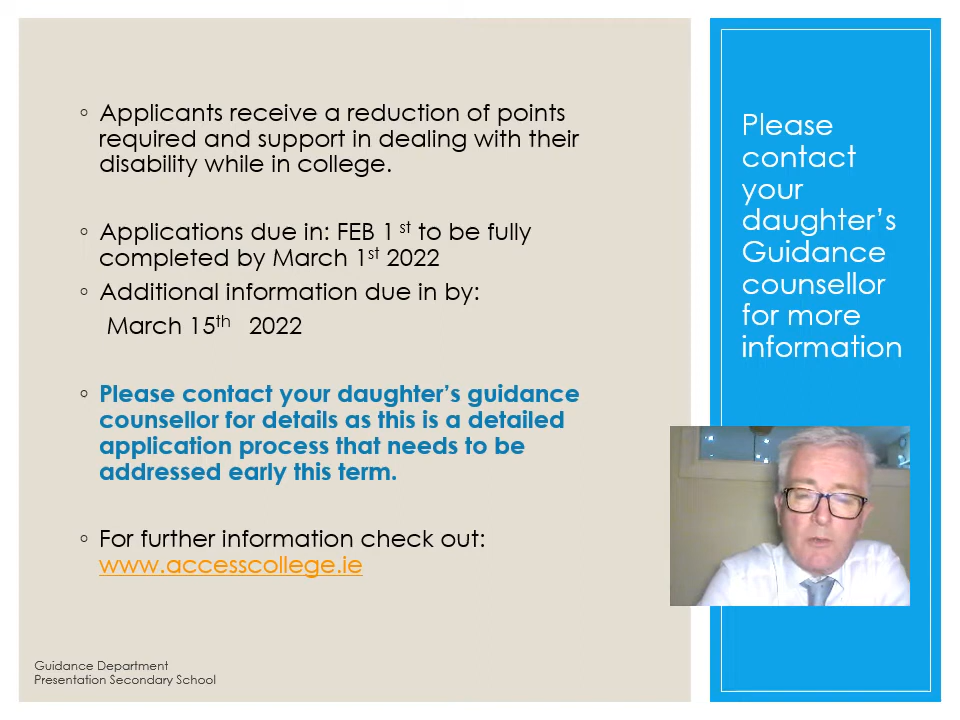 ◦ Applicants receive a reduction of points
required and support in dealing with their
disability while in college.
◦ Applications due in: FEB 1 st to be fully
completed by March 1st 2022
◦ Additional information due in by:
March 15th 2022
◦ Please contact your daughter’s guidance
counsellor for details as this is a detailed
application process that needs to be
addressed early this term.
◦ For further information check out:
www.accesscollege.ie
Guidance Department
Presentation Secondary School
Please
contact
your
daughter’s
Guidance
counsellor
for more
information